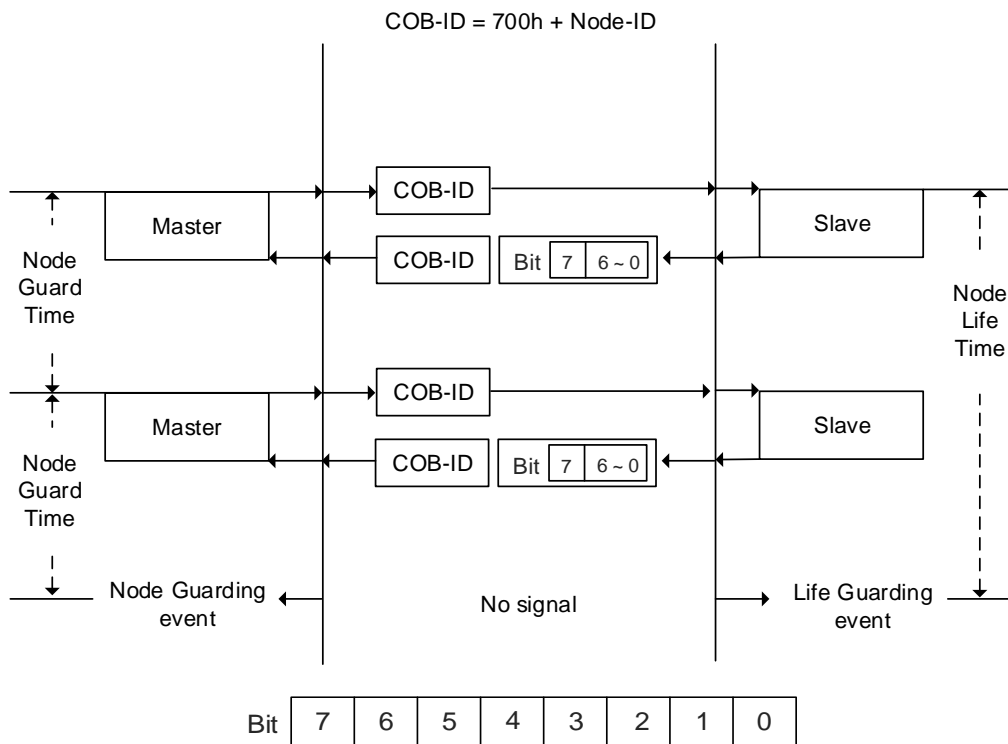 COB-ID = 700h + Node-ID
COB-ID
Master
Slave
COB-ID
Bit 7 6 ~ 0
Node
Guard
Time
Node
Life
Time
COB-ID
Master
Slave
COB-ID
Bit 7 6 ~ 0
Node
Guard
Time
Node Guarding
event
No signal
Life Guarding
event
Bit 7 6 5 4 3 2 1 0